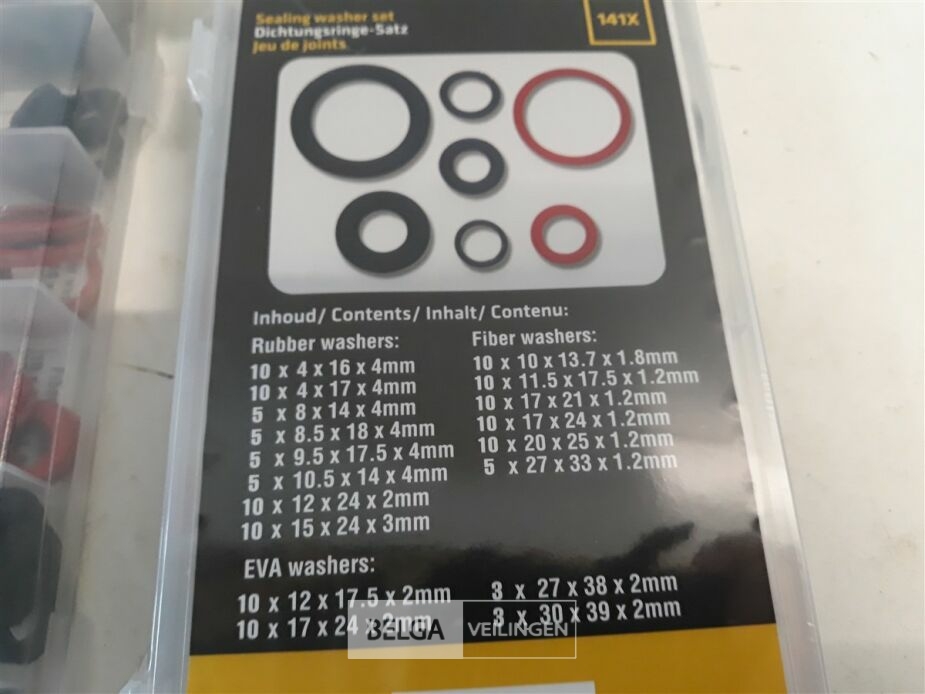 Sealing washer set
Dichtungsringe-Satz
Jeu de joints
141X
Inhoud/ Contents/ Inhalt/ Contenu:
Rubber washers:
10 x 4 x 16 x 4mm
10 x 4 x 17 x 4mm
5 x 8 x 14 x 4mm
5 x 8.5 x 18 x 4mm
5 x 9.5 x 17.5 x 4mm
5 x 10.5 x 14 x 4mm
10 x 12 x 24 x 2mm
10 x 15 x 24 x 3mm
Fiber washers:
10 x 10 x 13.7 x 1.8mm
10 x 11.5 x 17.5 x 1.2mm
10 x 17 x 21 x 1.2mm
10 x 17 x 24 x 1.2mm
10 x 20 x 25 x 1.2mm
5 x 27 x 33 x 1.2mm
EVA washers:
10 x 12 x 17.5 x 2mm
10 x 17 x 24 x 2mm
3 x 27 x 38 x 2mm
3 x 30 x 39 x 2mm
BELGA VEILINGEN